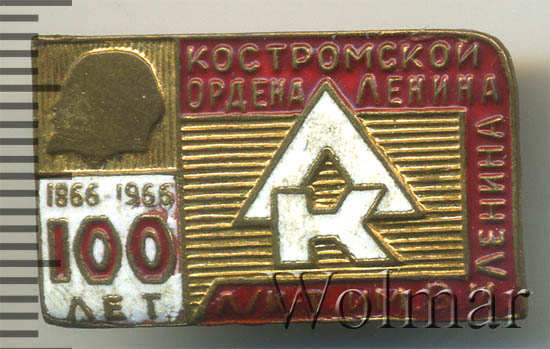 КОСТРОМСКОЙ
ОРДЕНА ЛЕНИНА
ЛЕНИНА
К
1866-1966
100
ЛЕТ
Wolmar